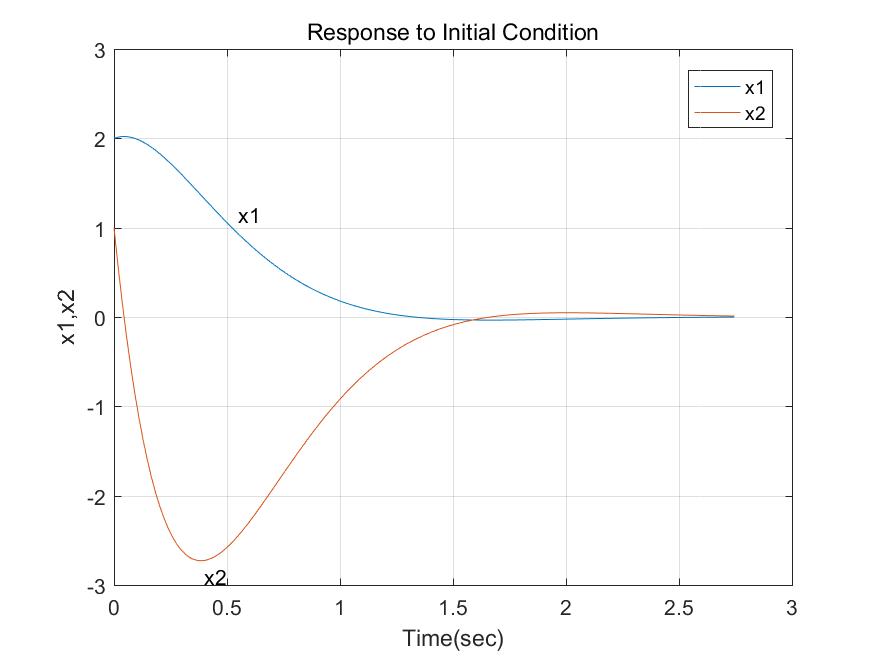 Response to Initial Condition
3
x1
x2
2
x1
1
x1,x2
0
-1
-2
x2
-3
0 0.5 1 1.5 2 2.5 3
Time(sec)